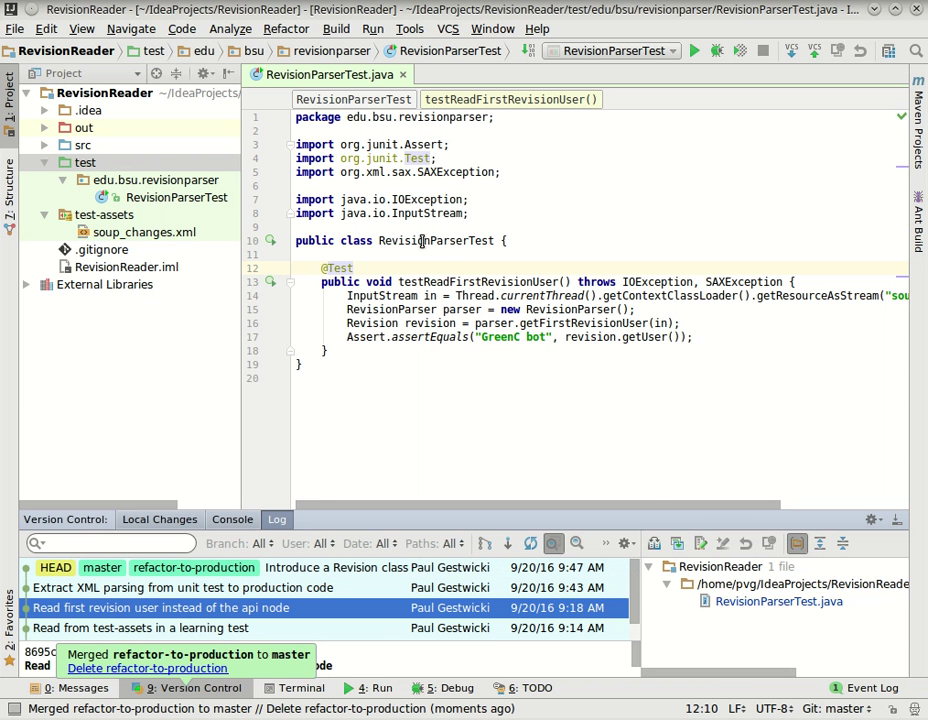 RevisionReader - [~/IdeaProjects/RevisionReader] - [RevisionReader] - ~/IdeaProjects/RevisionReader/test/edu/bsu/revisionparser/RevisionParserTest.java - I...
File Edit View Navigate Code Analyze Refactor Build Run Tools VCS Window Help
RevisionReader test edu bsu revisionparser RevisionParserTest RevisionParserTest VCS VCS
1: Project
7: Structure
2: Favorites
Project
RevisionReader ~/IdeaProjects/
.idea
out
src
test
edu.bsu.revisionparser
RevisionParserTest
test-assets
soup_changes.xml
.gitignore
RevisionReader.iml
External Libraries
RevisionParserTest.java
RevisionParserTest testReadFirstRevisionUser()
1 package edu.bsu.revisionparser;
2
3 import org.junit.Assert;
4 import org.junit.Test;
5 import org.xml.sax.SAXException;
6
7 import java.io.IOException;
8 import java.io.InputStream;
9
10 public class RevisionParserTest {
11
12 @Test
13 public void testReadFirstRevisionUser() throws IOException, SAXException {
14 InputStream in = Thread.currentThread().getContextClassLoader().getResourceAsStream("sou
15 RevisionParser parser = new RevisionParser();
16 Revision revision = parser.getFirstRevisionUser(in);
17 Assert.assertEquals("GreenC bot", revision.getUser());
18 }
19 }
20
Maven Projects
Ant Build
Version Control: Local Changes Console Log
Branch: All User: All Date: All Paths: All
HEAD master refactor-to-production Introduce a Revision class Paul Gestwicki 9/20/16 9:47 AM
Extract XML parsing from unit test to production code Paul Gestwicki 9/20/16 9:43 AM
Read first revision user instead of the api node Paul Gestwicki 9/20/16 9:18 AM
Read from test-assets in a learning test Paul Gestwicki 9/20/16 9:14 AM
RevisionReader 1 file
/home/pvg/IdeaProjects/RevisionReade
RevisionParserTest.java
8695c
Read
Merged refactor-to-production to master
Delete refactor-to-production
0: Messages 9: Version Control Terminal 4: Run 5: Debug 6: TODO 1 Event Log
Merged refactor-to-production to master // Delete refactor-to-production (moments ago) 12:10 LF UTF-8 Git: master